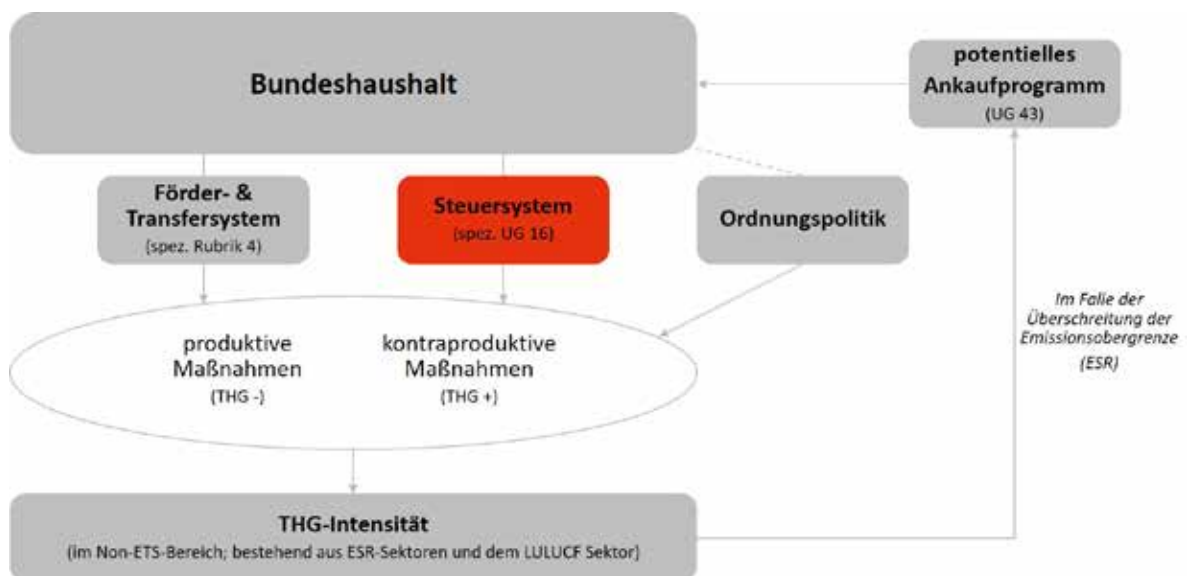 Bundeshaushalt
potentielles
Ankaufprogramm
(UG 43)
Förder- &
Transfersystem
(spez. Rubrik 4)
Steuersystem
(spez. UG 16)
Ordnungspolitik
Im Falle der
Überschreitung der
Emissionsobergrenze
(ESR)
produktive
Maßnahmen
(THG -)
kontraproduktive
Maßnahmen
(THG +)
THG-Intensität
(im Non-ETS-Bereich; bestehend aus ESR-Sektoren und dem LULUCF Sektor)